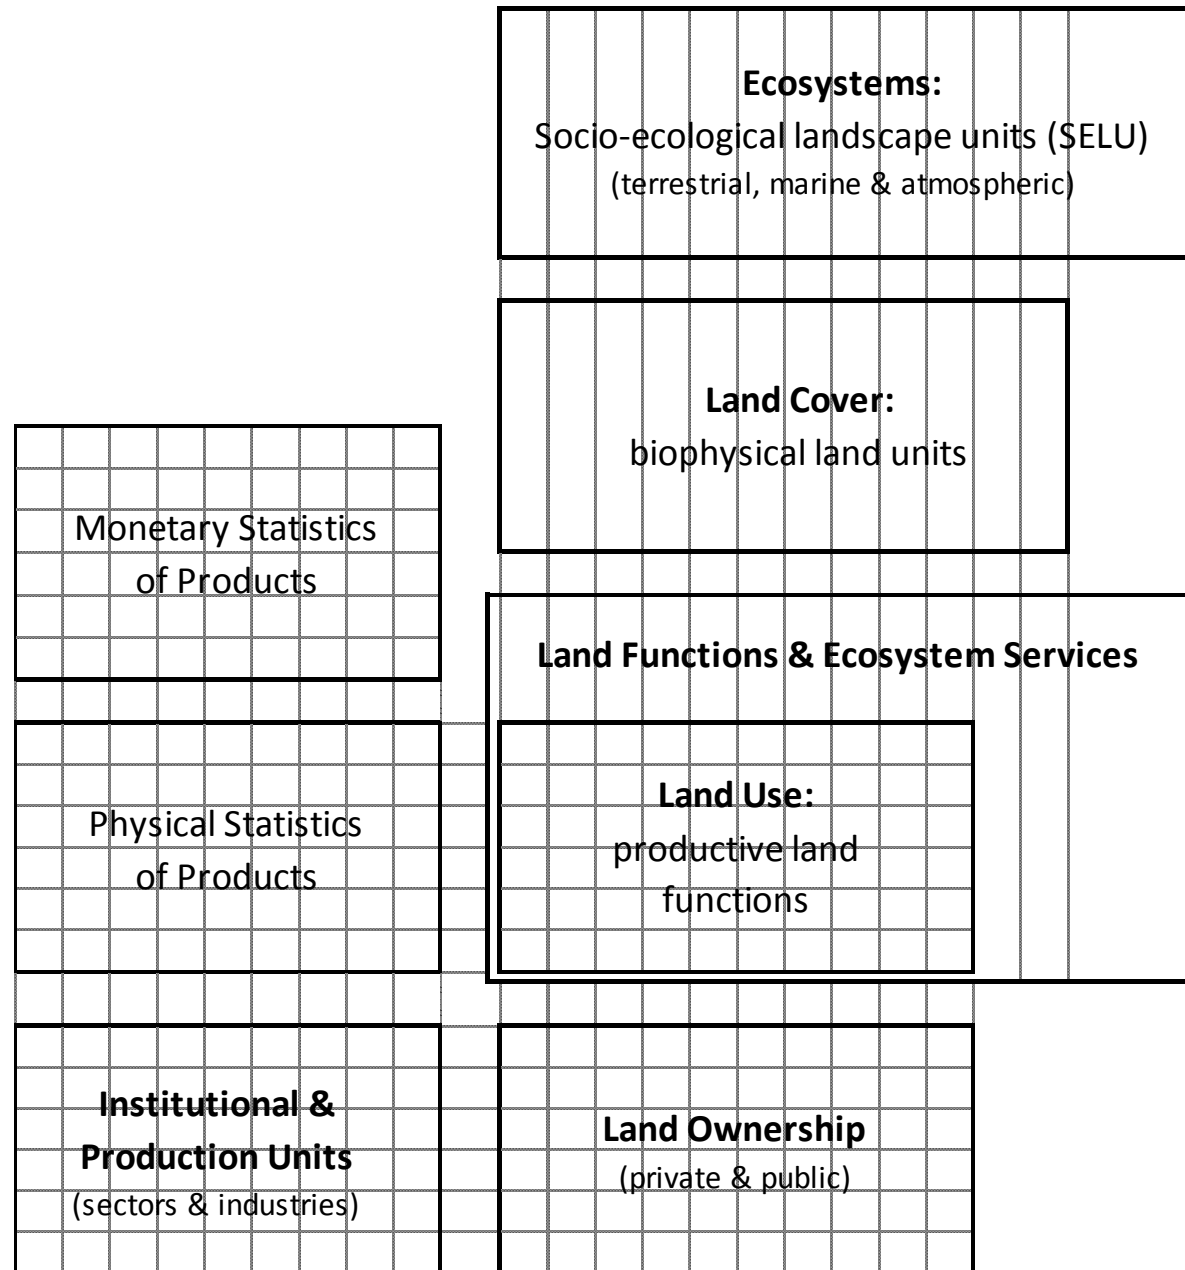 Ecosystems:
Socio-ecological landscape units (SELU)
(terrestrial, marine & atmospheric)
Land Cover:
biophysical land units
Monetary Statistics
of Products
Land Functions & Ecosystem Services
Physical Statistics
of Products
Land Use:
productive land
functions
Institutional &
Production Units
(sectors & industries)
Land Ownership
(private & public)